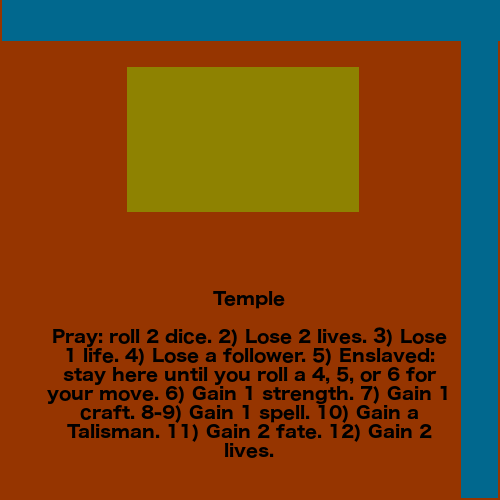 Temple
Pray: roll 2 dice. 2) Lose 2 lives. 3) Lose
1 life. 4) Lose a follower. 5) Enslaved:
stay here until you roll a 4, 5, or 6 for
your move. 6) Gain 1 strength. 7) Gain 1
craft. 8-9) Gain 1 spell. 10) Gain a
Talisman. 11) Gain 2 fate. 12) Gain 2
lives.